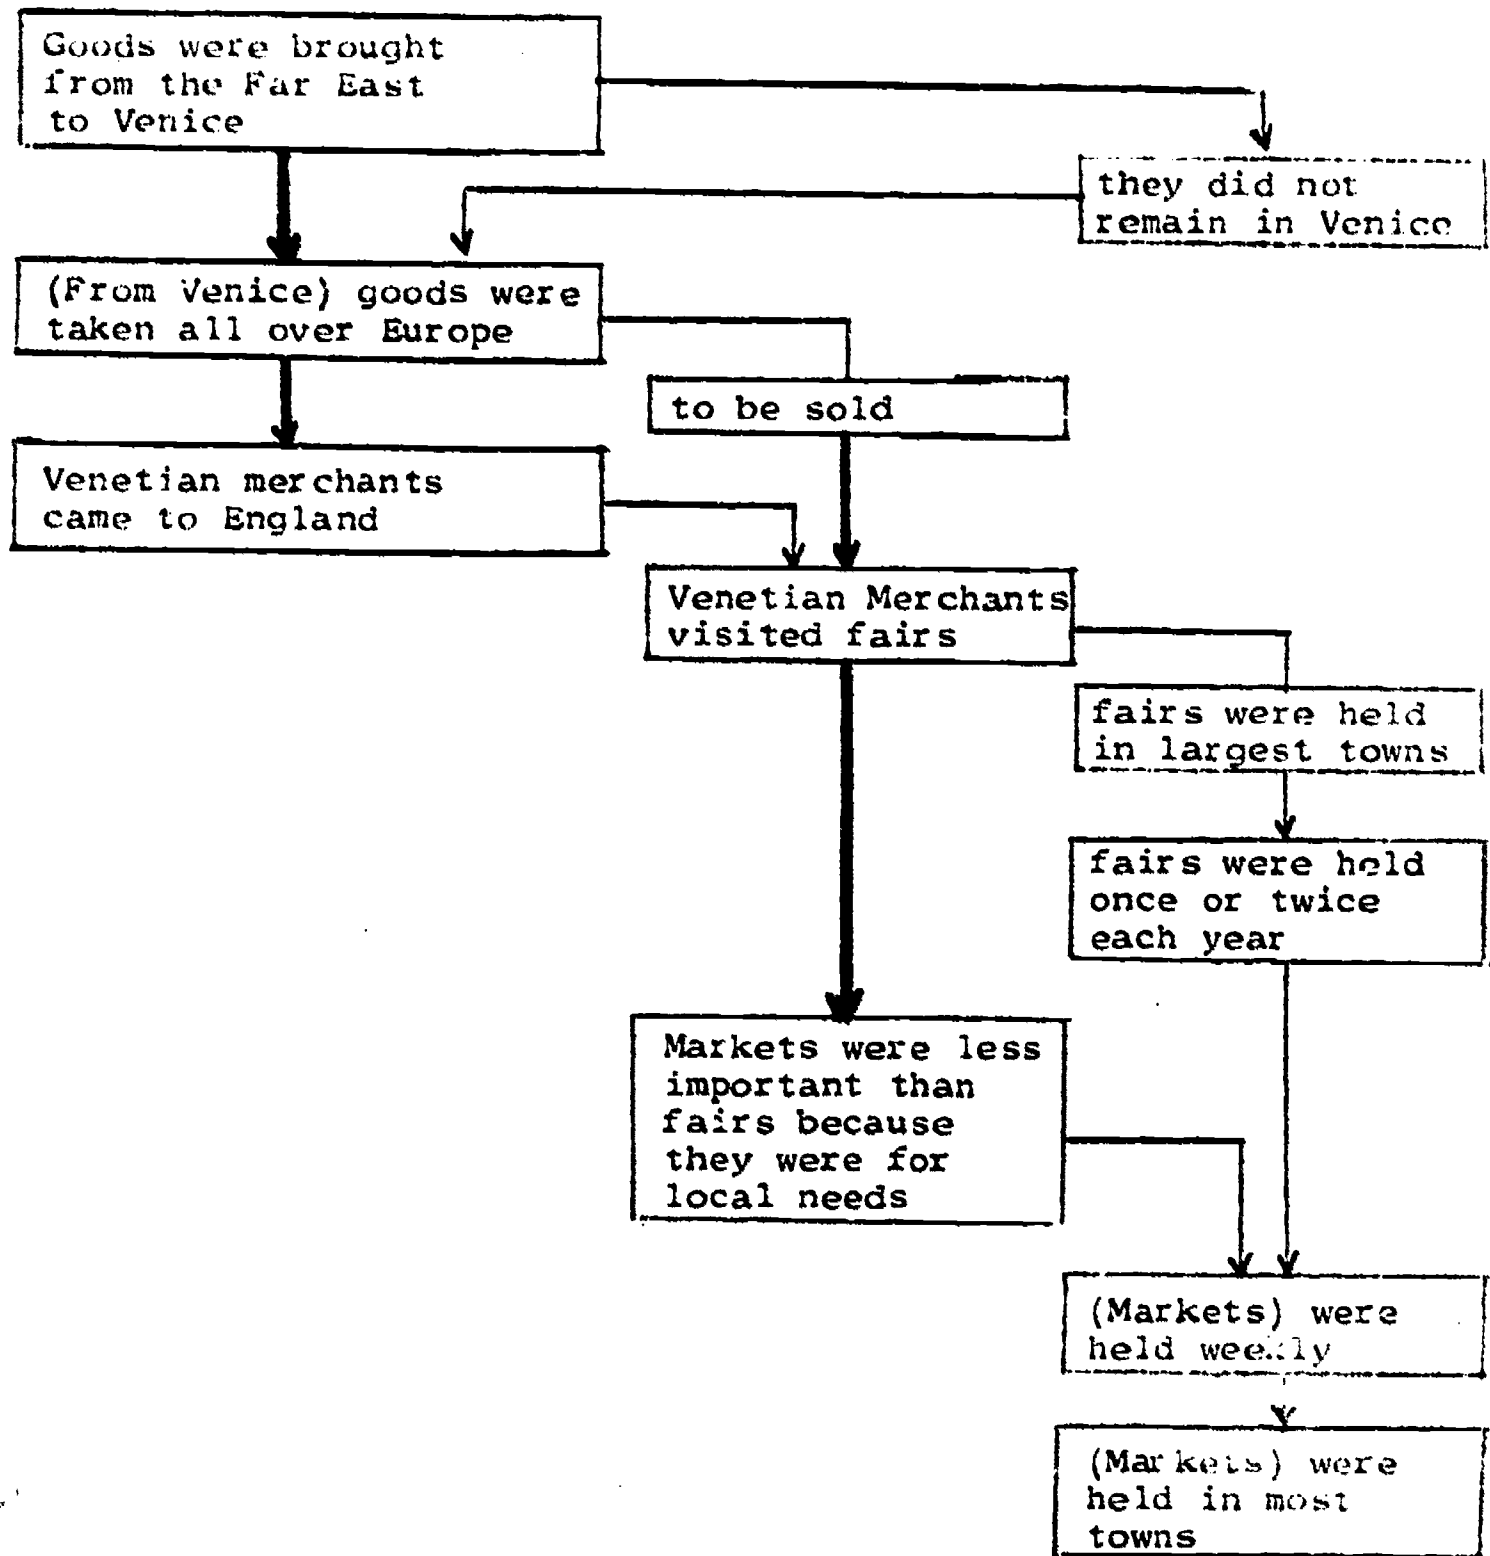 Goods were brought
from the Far East
to Venice
they did not
remain in Venice
(From Venice) goods were
taken all over Europe
to be sold
Venetian merchants
came to England
Venetian Merchants
visited fairs
fairs were held
in largest towns
fairs were held
once or twice
each year
Markets were less
important than
fairs because
they were for
local needs
(Markets) were
held weekly
(Markets) were
held in most
towns